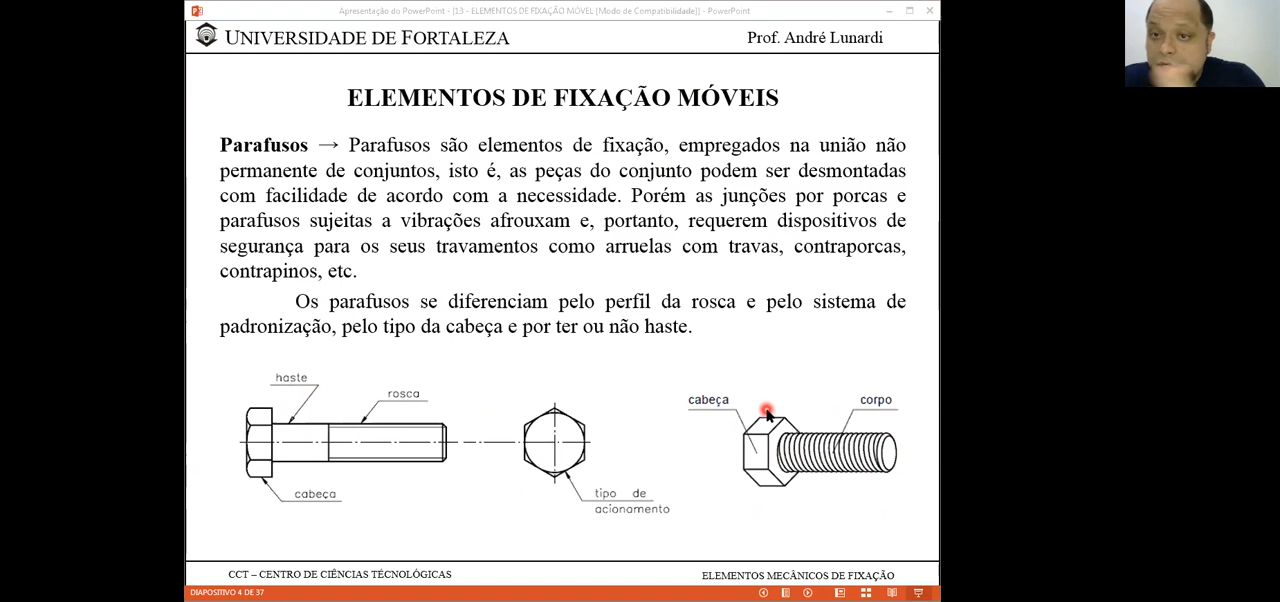 Apresentação do PowerPoint - [13 - ELEMENTOS DE FIXAÇÃO MÓVEL [Modo de Compatibilidade]] - PowerPoint
UNIVERSIDADE DE FORTALEZA
Prof. André Lunardi
ELEMENTOS DE FIXAÇÃO MÓVEIS
Parafusos → Parafusos são elementos de fixação, empregados na união não
permanente de conjuntos, isto é, as peças do conjunto podem ser desmontadas
com facilidade de acordo com a necessidade. Porém as junções por porcas e
parafusos sujeitas a vibrações afrouxam e, portanto, requerem dispositivos de
segurança para os seus travamentos como arruelas com travas, contraporcas,
contrapinos, etc.
Os parafusos se diferenciam pelo perfil da rosca e pelo sistema de
padronização, pelo tipo da cabeça e por ter ou não haste.
haste
rosca
cabeça
tipo de
acionamento
cabeça
corpo
CCT – CENTRO DE CIÊNCIAS TÉCNOLÓGICAS
ELEMENTOS MECÂNICOS DE FIXAÇÃO
DIAPOSITIVO 4 DE 37